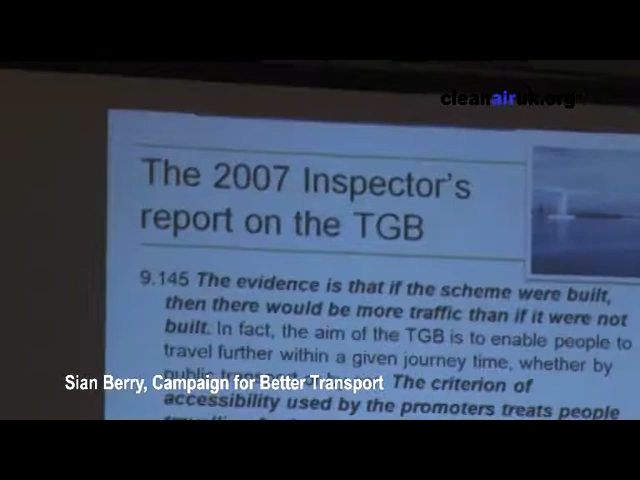 cleanairuk.org
The 2007 Inspector's
report on the TGB
9.145 The evidence is that if the scheme were built,
then there would be more traffic than if it were not
built. In fact, the aim of the TGB is to enable people to
travel further within a given journey time, whether by
public transport
Sian Berry, Campaign for Better Transport
The criterion of
accessibility used by the promoters treats people